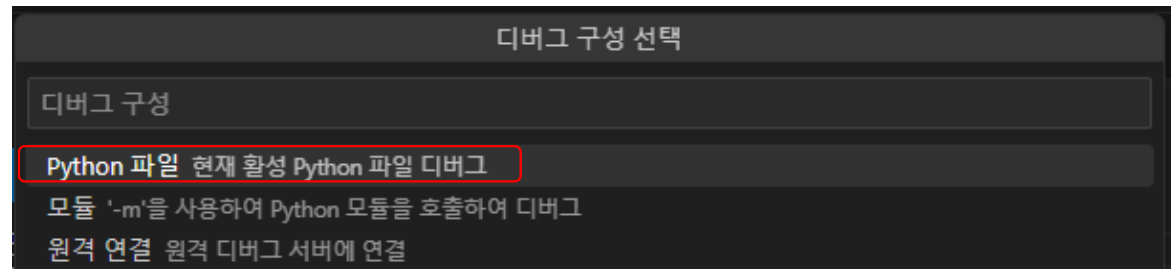 디버그 구성 선택
디버그 구성
Python 파일 현재 활성 Python 파일 디버그
모듈 '-m'을 사용하여 Python 모듈을 호출하여 디버그
원격 연결 원격 디버그 서버에 연결